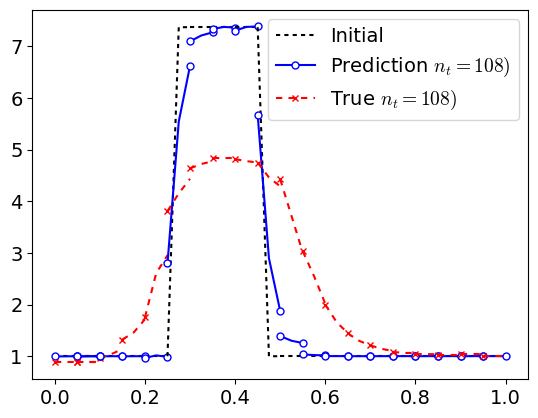 Initial
Prediction n_t = 108)
True n_t = 108)
7
6
5
4
3
2
1
0.0 0.2 0.4 0.6 0.8 1.0